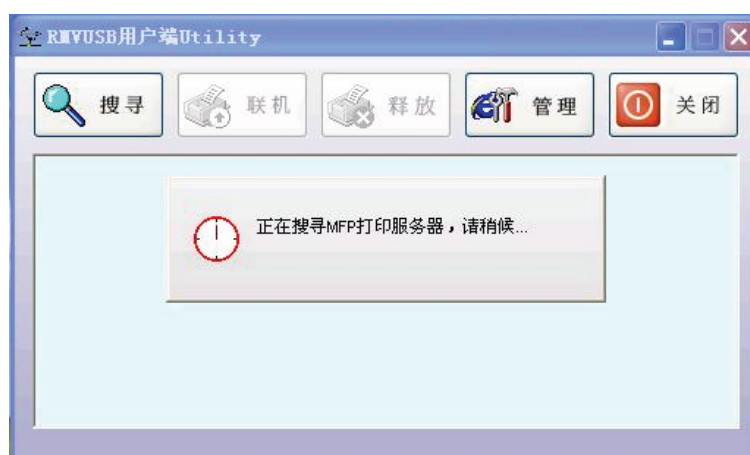 RMVUSB用户端Utility
搜寻
联机
释放
管理
关闭
正在搜寻MFP打印服务器，请稍候...